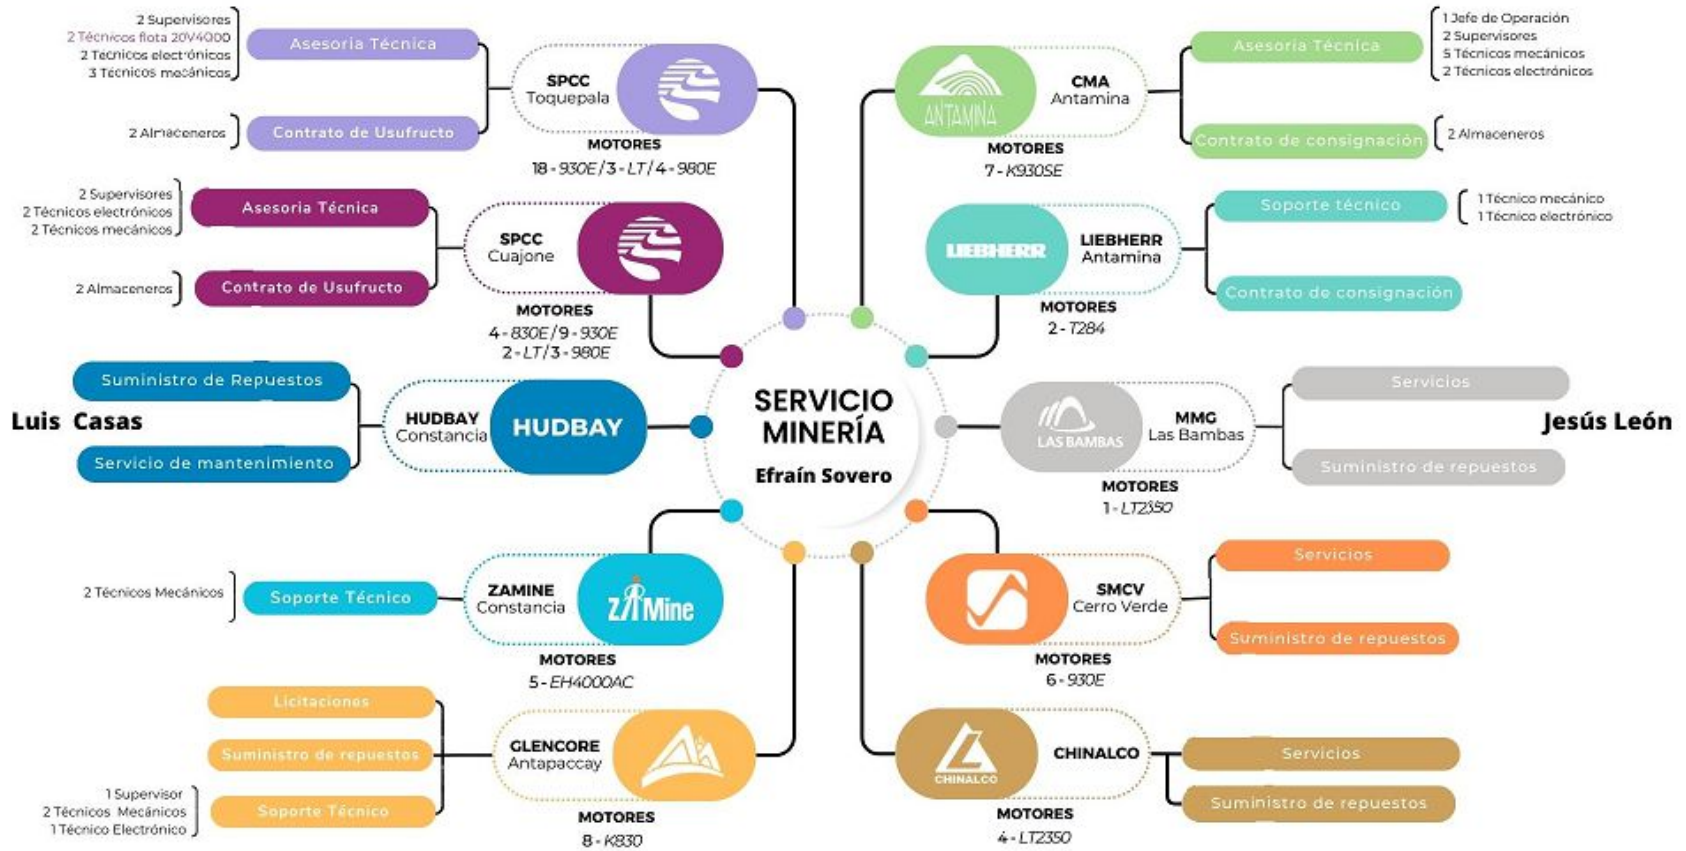 2 Supervisores
2 Técnicos flota 20V4000
2 Técnicos electrónicos
3 Técnicos mecánicos
Asesoria Técnica
2 Almaceneros
Contrato de Usufructo
SPCC
Toquepala
MOTORES
18 - 930E / 3 - LT / 4 - 980E
2 Supervisores
2 Técnicos electrónicos
2 Técnicos mecánicos
Asesoria Técnica
2 Almaceneros
Contrato de Usufructo
SPCC
Cuajone
MOTORES
4 - 830E / 9 - 930E
2 - LT / 3 - 980E
Luis Casas
Suministro de Repuestos
Servicio de mantenimiento
HUDBAY
Constancia
HUDBAY
2 Técnicos Mecánicos
Soporte Técnico
ZAMINE
Constancia
ZAMine
MOTORES
5 - EH4000AC
Licitaciones
Suministro de repuestos
1 Supervisor
2 Técnicos Mecánicos
1 Técnico Electrónico
Soporte Técnico
GLENCORE
Antapaccay
MOTORES
8 - K830
SERVICIO
MINERÍA
Efraín Sovero
ANTAMINA
CMA
Antamina
MOTORES
7 - K930SE
Asesoria Técnica
1 Jefe de Operación
2 Supervisores
5 Técnicos mecánicos
2 Técnicos electrónicos
Contrato de consignación
2 Almaceneros
LIEBHERR
LIEBHERR
Antamina
MOTORES
2 - T284
Soporte técnico
1 Técnico mecánico
1 Técnico electrónico
Contrato de consignación
LAS BAMBAS
MMG
Las Bambas
MOTORES
1 - LT2350
Servicios
Suministro de repuestos
Jesús León
SMCV
Cerro Verde
MOTORES
6 - 930E
Servicios
Suministro de repuestos
CHINALCO
CHINALCO
MOTORES
4 - LT2350
Servicios
Suministro de repuestos